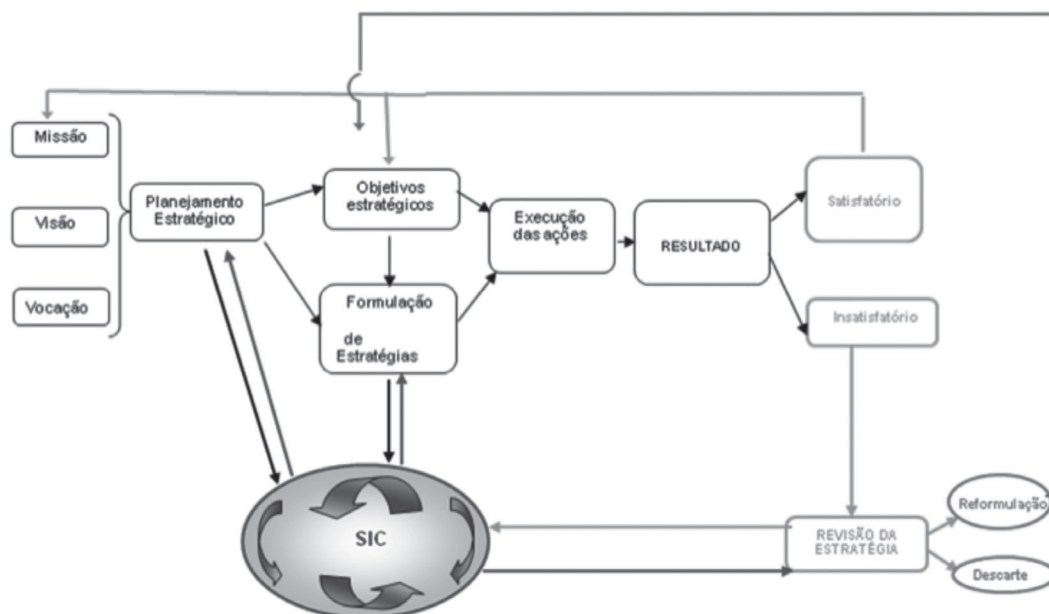 Missão
Visão
Vocação
Planejamento
Estratégico
Objetivos
estratégicos
Formulação
de
Estratégias
Execução
das ações
RESULTADO
Satisfatório
Insatisfatório
SIC
REVISÃO DA
ESTRATÉGIA
Reformulação
Descarte